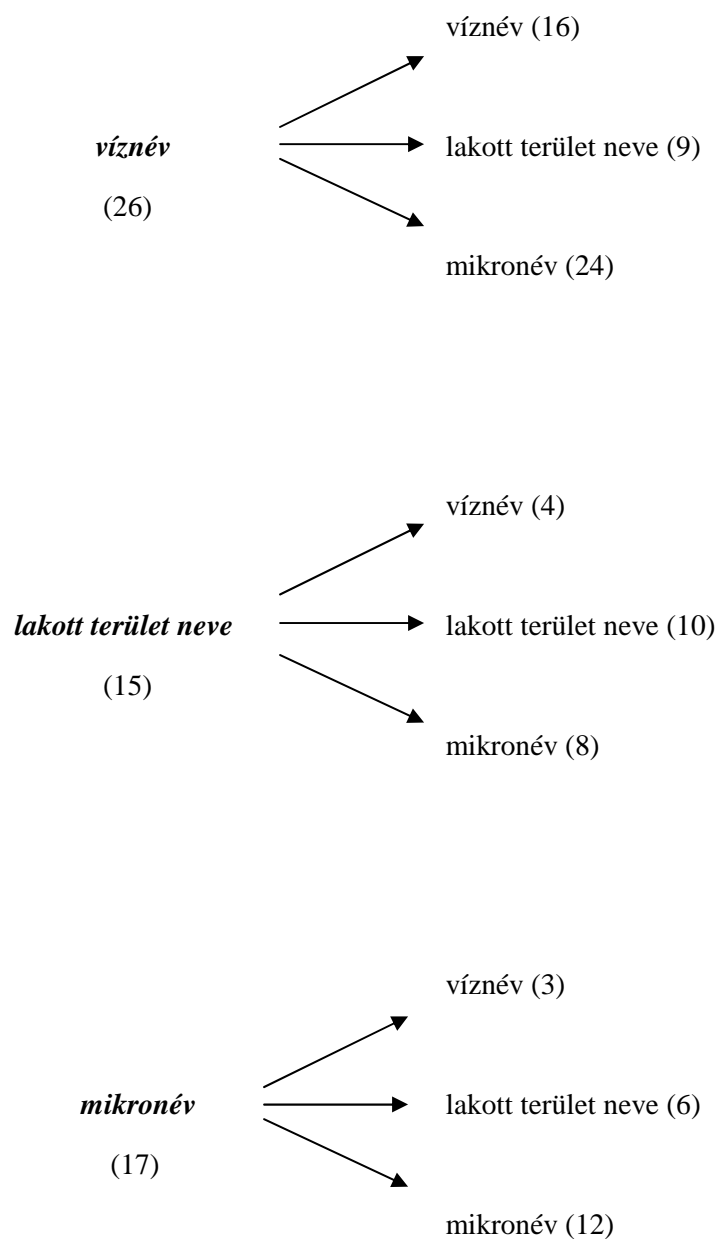 víznév (16)
víznév
lakott terület neve (9)
(26)
mikronév (24)
víznév (4)
lakott terület neve
lakott terület neve (10)
(15)
mikronév (8)
víznév (3)
mikronév
lakott terület neve (6)
(17)
mikronév (12)